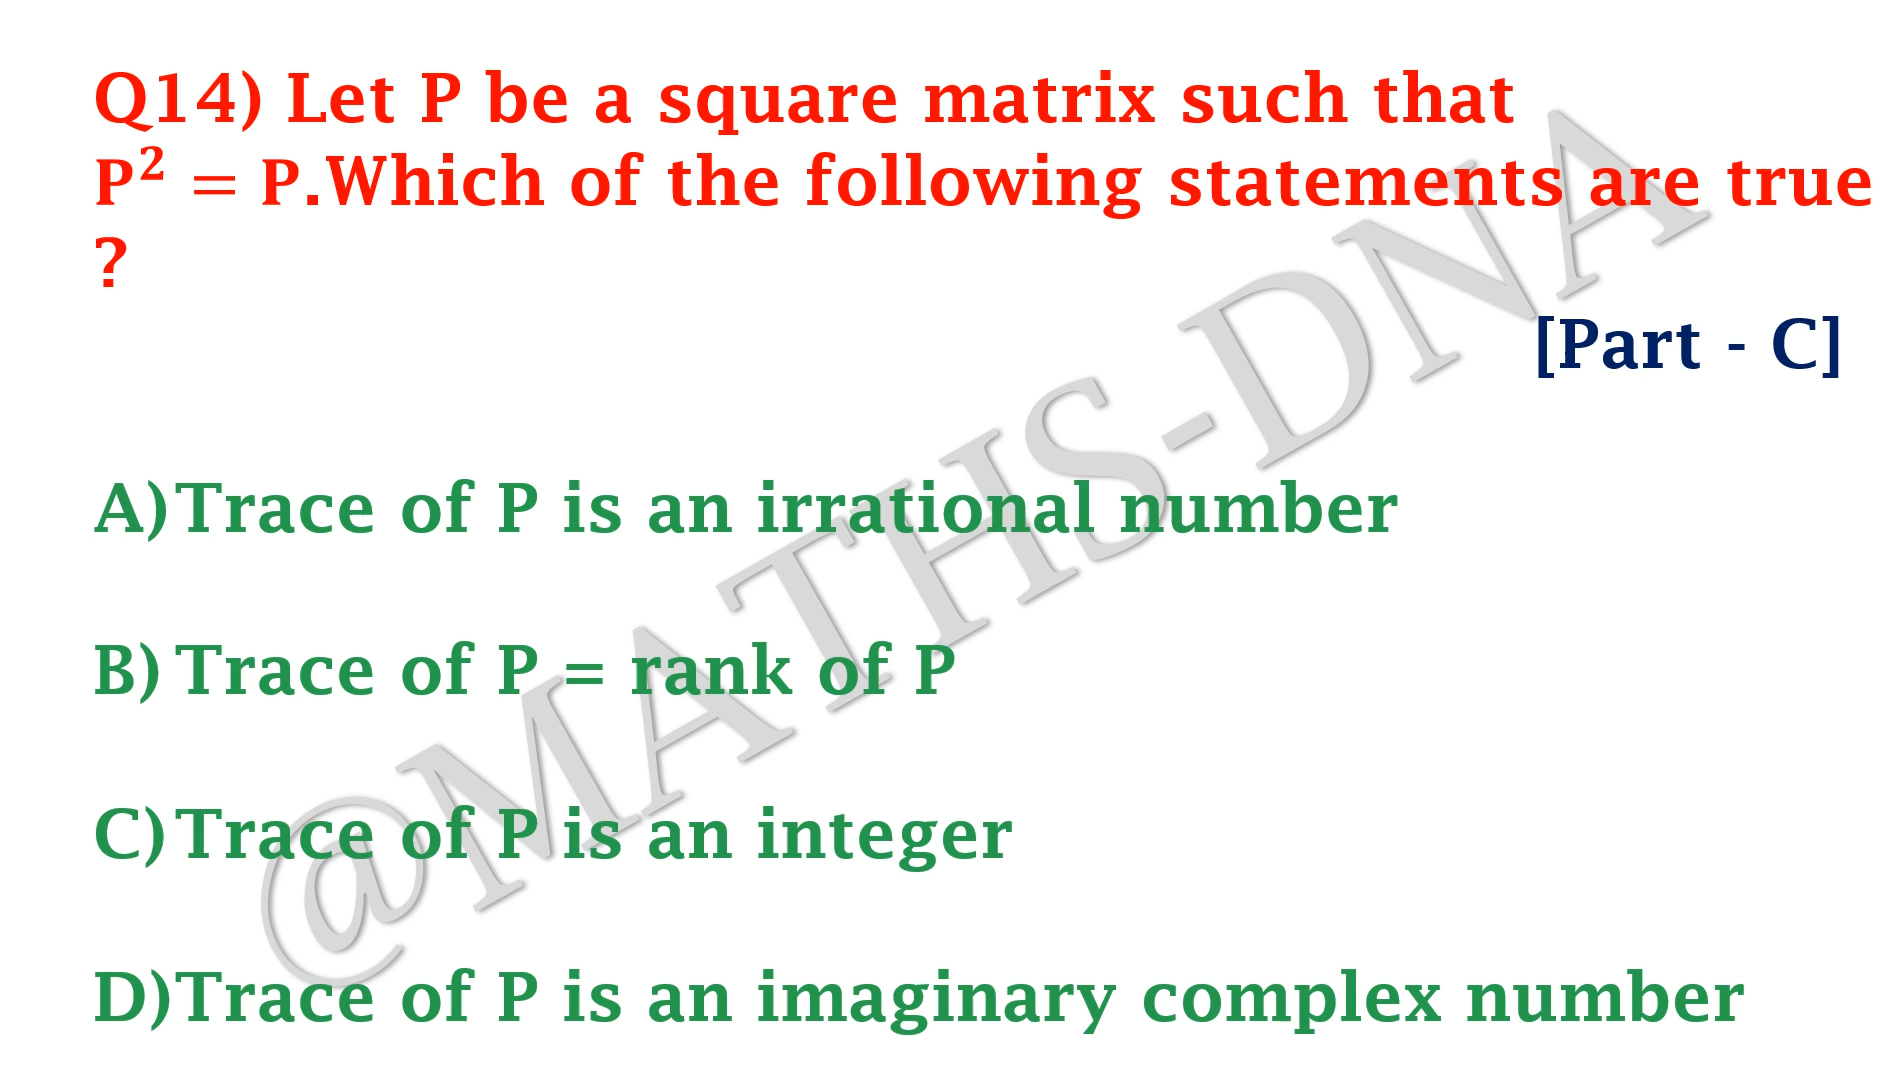 Q14) Let P be a square matrix such that
P² = P.Which of the following statements are true
?
[Part - C]
A)Trace of P is an irrational number
B)Trace of P = rank of P
C)Trace of P is an integer
D)Trace of P is an imaginary complex number
@MATHS-DNA